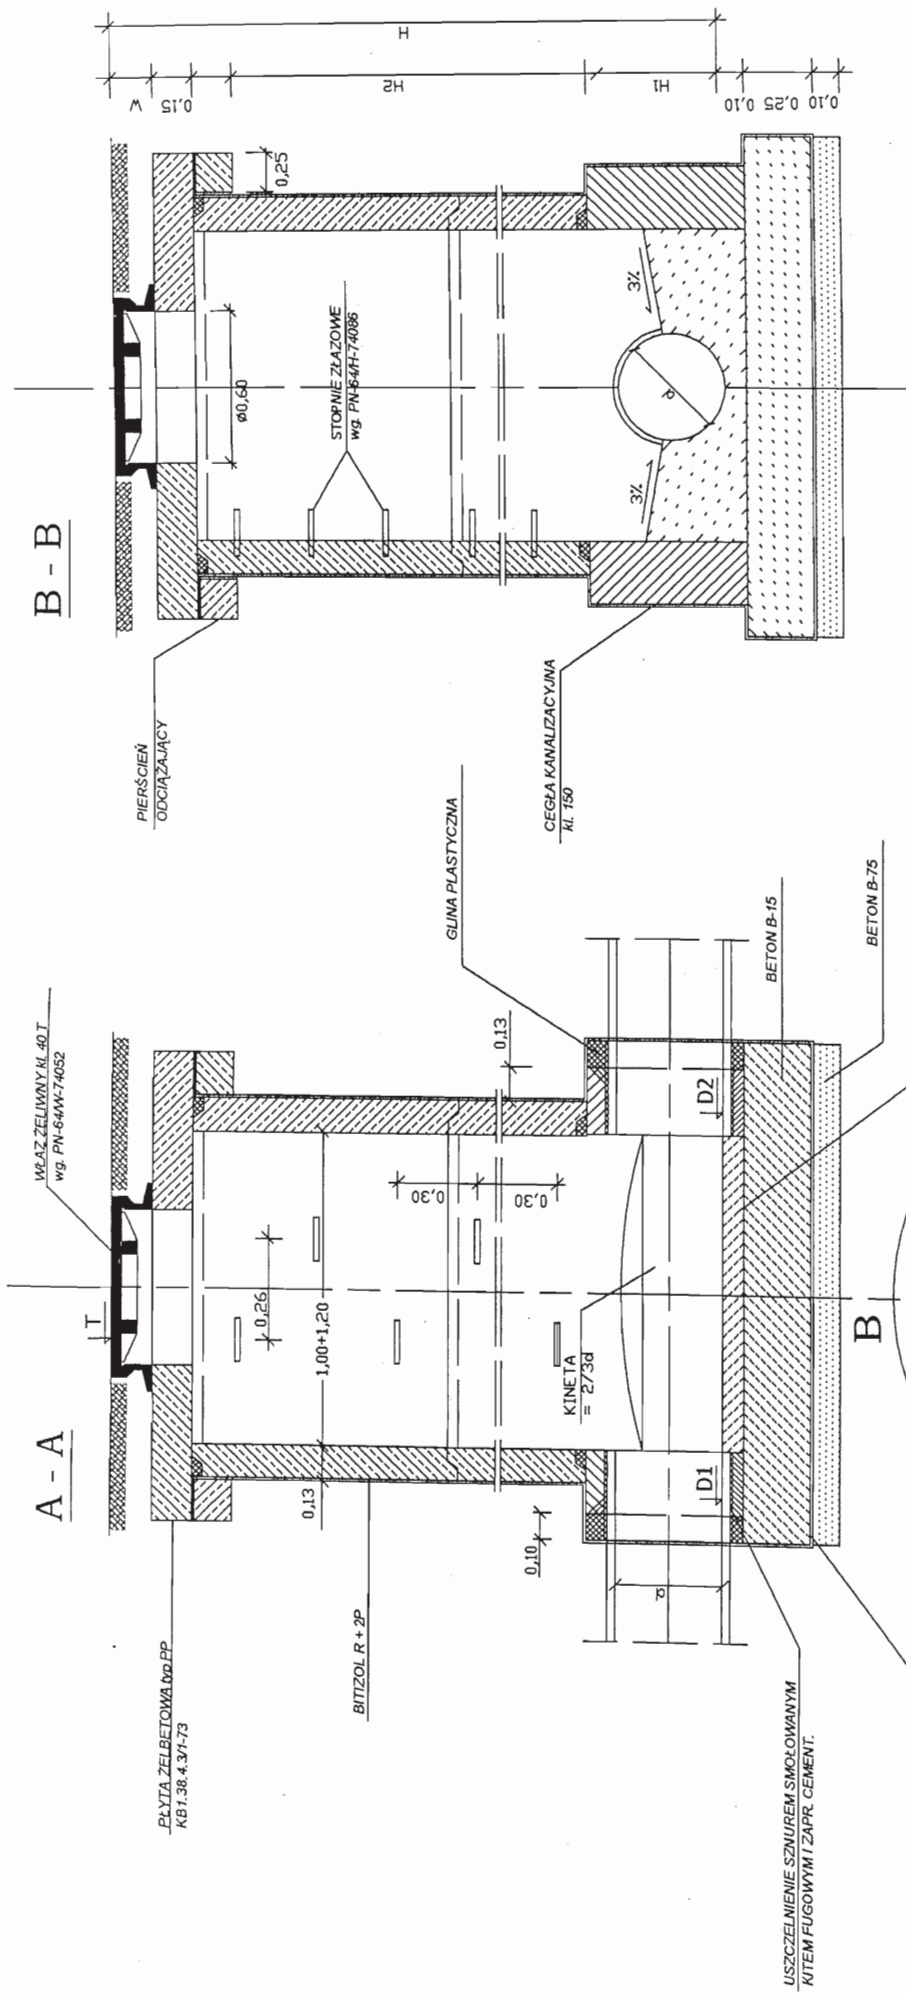 A - A
WŁAZ ŻELIWNY kl. 40 T
wg. PN-64/W-74052
T
PŁYTA ŻELBETOWA typ PP
KB1.38.4.3/1-73
0,26
1,00+1,20
0,13
0,30
0,30
BITIZOL R + 2P
KINETA
= 2/3d
0,10
0,13
GLINA PLASTYCZNA
D1
D2
d
USZCZELNIENIE SZNUREM SMOŁOWANYM
KITEM FUGOWYM I ZAPR. CEMENT.
BETON B-15
BETON B-75
B
B - B
PIERŚCIEŃ
ODCIĄŻAJĄCY
ø0,60
STOPNIE ZŁAZOWE
wg. PN-64/H-74086
0,25
CEGŁA KANALIZACYJNA
kl. 150
3%
3%
d
H
W
0,15
H2
H1
0,10
0,25
0,10